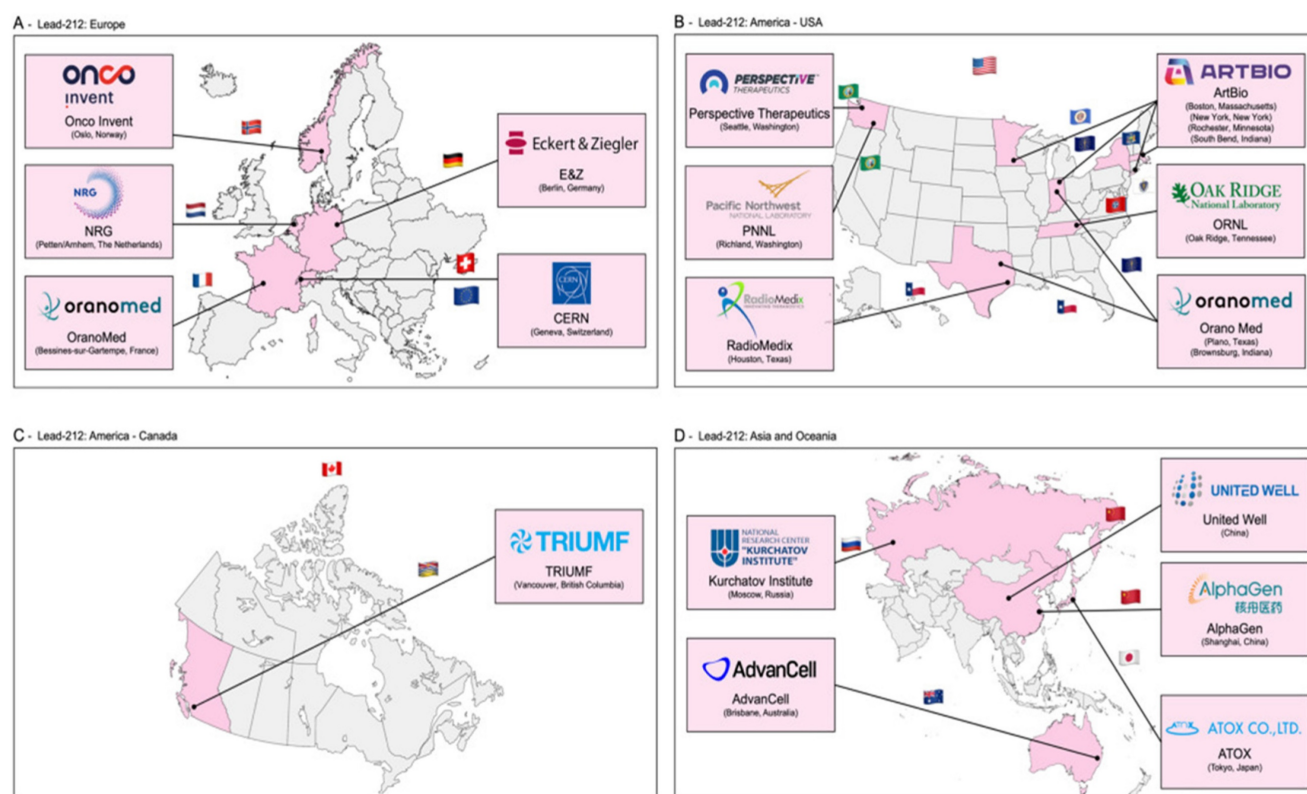 A - Lead-212: Europe
onco
invent
Onco Invent
(Oslo, Norway)
NRG
NRG
(Petten/Arnhem, The Netherlands)
oranomed
OranoMed
(Bessines-sur-Gartempe, France)
Eckert & Ziegler
E&Z
(Berlin, Germany)
CERN
CERN
(Geneva, Switzerland)
B - Lead-212: America - USA
PERSPECTIVE
THERAPEUTICS
Perspective Therapeutics
(Seattle, Washington)
Pacific Northwest
NATIONAL LABORATORY
PNNL
(Richland, Washington)
RadioMedix
RadioMedix
(Houston, Texas)
ARTBIO
ArtBio
(Boston, Massachusetts)
(New York, New York)
(Rochester, Minnesota)
(South Bend, Indiana)
OAK RIDGE
National Laboratory
ORNL
(Oak Ridge, Tennessee)
oranomed
Orano Med
(Plano, Texas)
(Brownsburg, Indiana)
C - Lead-212: America - Canada
TRIUMF
TRIUMF
(Vancouver, British Columbia)
D - Lead-212: Asia and Oceania
NATIONAL
RESEARCH CENTER
"KURCHATOV
INSTITUTE"
Kurchatov Institute
(Moscow, Russia)
AdvanCell
AdvanCell
(Brisbane, Australia)
UNITED WELL
United Well
(China)
AlphaGen
核舟医药
AlphaGen
(Shanghai, China)
ATOX
ATOX CO.,LTD.
ATOX
(Tokyo, Japan)